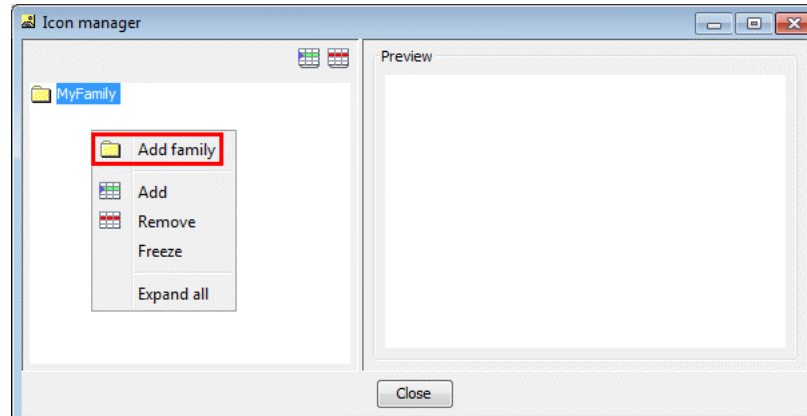 Icon manager
Preview
MyFamily
Add family
Add
Remove
Freeze
Expand all
Close